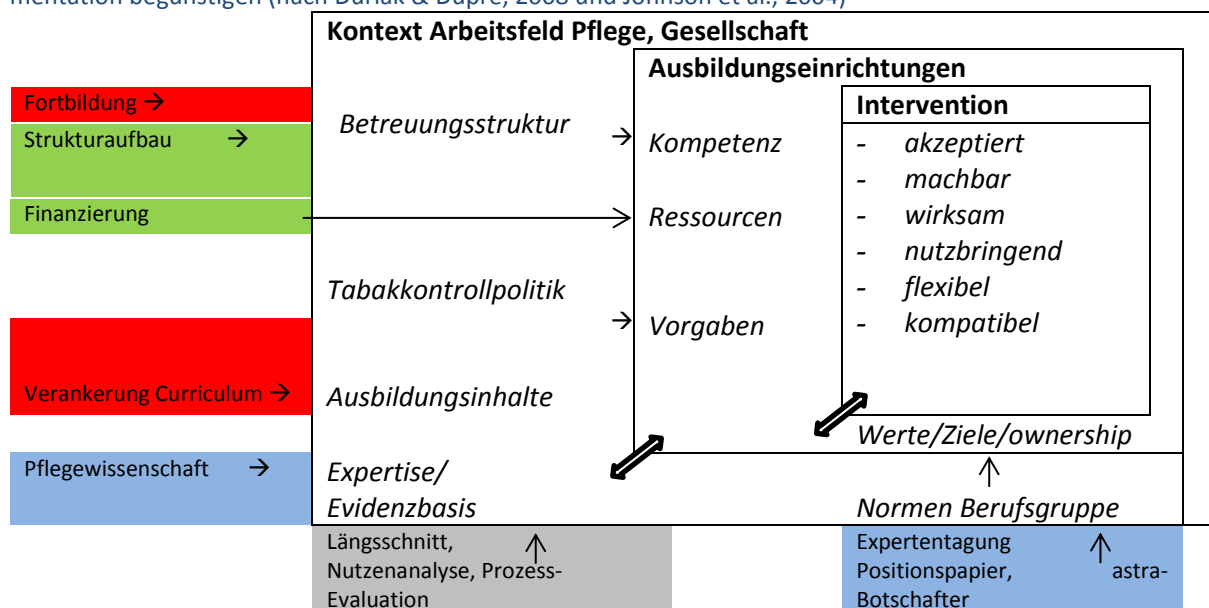 mentation begünstigen (nach Durlak & Dupre, 2008 und Johnson et al., 2004)
Kontext Arbeitsfeld Pflege, Gesellschaft
Ausbildungseinrichtungen
Intervention
Fortbildung →
Strukturaufbau →
Finanzierung
Verankerung Curriculum →
Pflegewissenschaft →
Betreuungsstruktur →
Tabakkontrollpolitik →
Ausbildungsinhalte
Expertise/
Evidenzbasis
Kompetenz
Ressourcen
Vorgaben
- akzeptiert
- machbar
- wirksam
- nutzbringend
- flexibel
- kompatibel
Werte/Ziele/ownership
Normen Berufsgruppe
Längsschnitt,
Nutzenanalyse, Prozess-
Evaluation
Expertentagung
Positionspapier, astra-
Botschafter